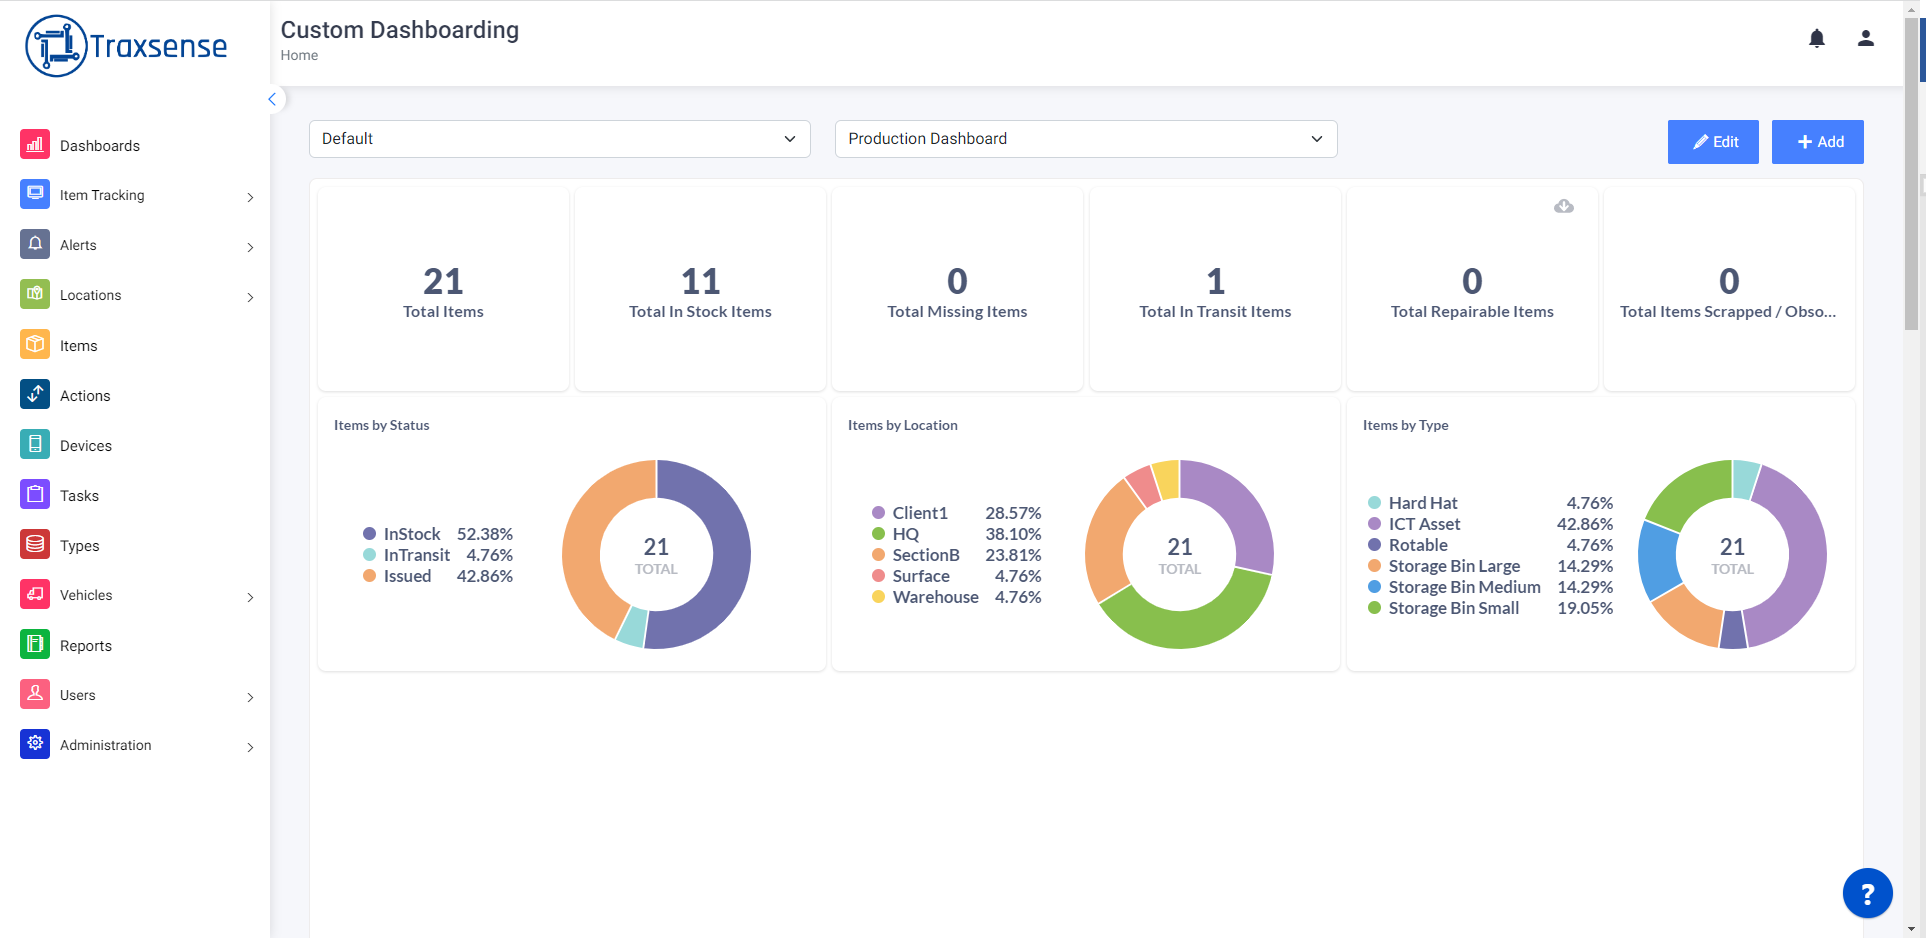 Traxsense
Custom Dashboarding
Home
Dashboards
Item Tracking
Alerts
Locations
Items
Actions
Devices
Tasks
Types
Vehicles
Reports
Users
Administration
Default
Production Dashboard
Edit
+ Add
21
Total Items
11
Total In Stock Items
0
Total Missing Items
1
Total In Transit Items
0
Total Repairable Items
0
Total Items Scrapped / Obso...
Items by Status
InStock 52.38%
InTransit 4.76%
Issued 42.86%
21
TOTAL
Items by Location
Client1 28.57%
HQ 38.10%
SectionB 23.81%
Surface 4.76%
Warehouse 4.76%
21
TOTAL
Items by Type
Hard Hat 4.76%
ICT Asset 42.86%
Rotable 4.76%
Storage Bin Large 14.29%
Storage Bin Medium 14.29%
Storage Bin Small 19.05%
21
TOTAL
?